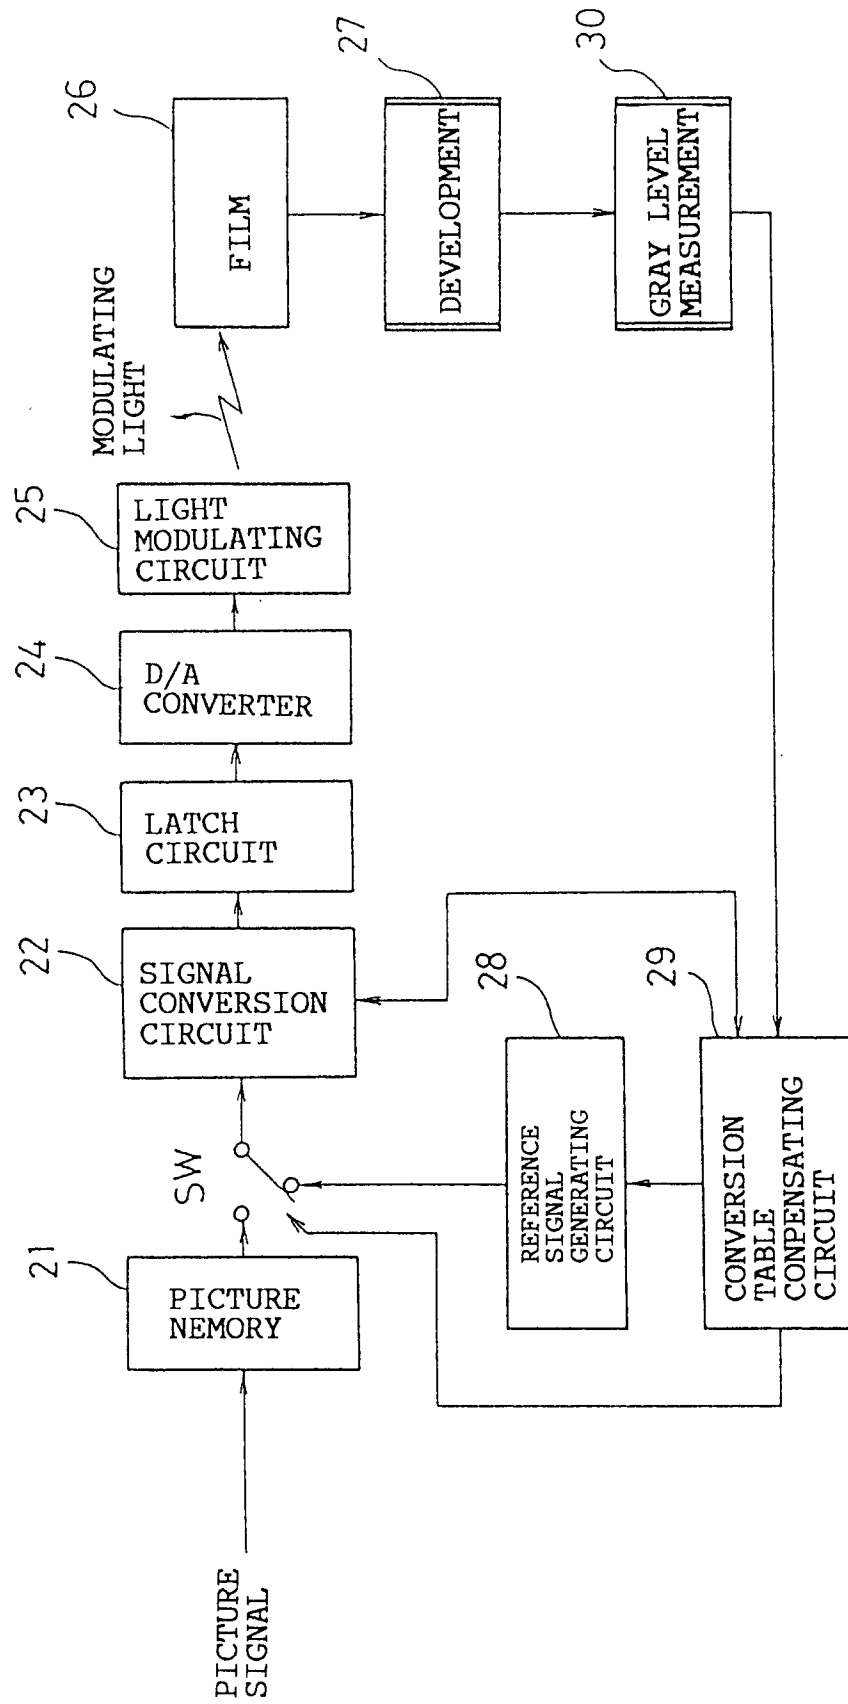 PICTURE
SIGNAL
21
PICTURE
NEMORY
SW
22
SIGNAL
CONVERSION
CIRCUIT
23
LATCH
CIRCUIT
24
D/A
CONVERTER
25
LIGHT
MODULATING
CIRCUIT
MODULATING
LIGHT
26
FILM
27
DEVELOPMENT
30
GRAY LEVEL
MEASUREMENT
28
REFERENCE
SIGNAL
GENERATING
CIRCUIT
29
CONVERSION
TABLE
CONPENSATING
CIRCUIT